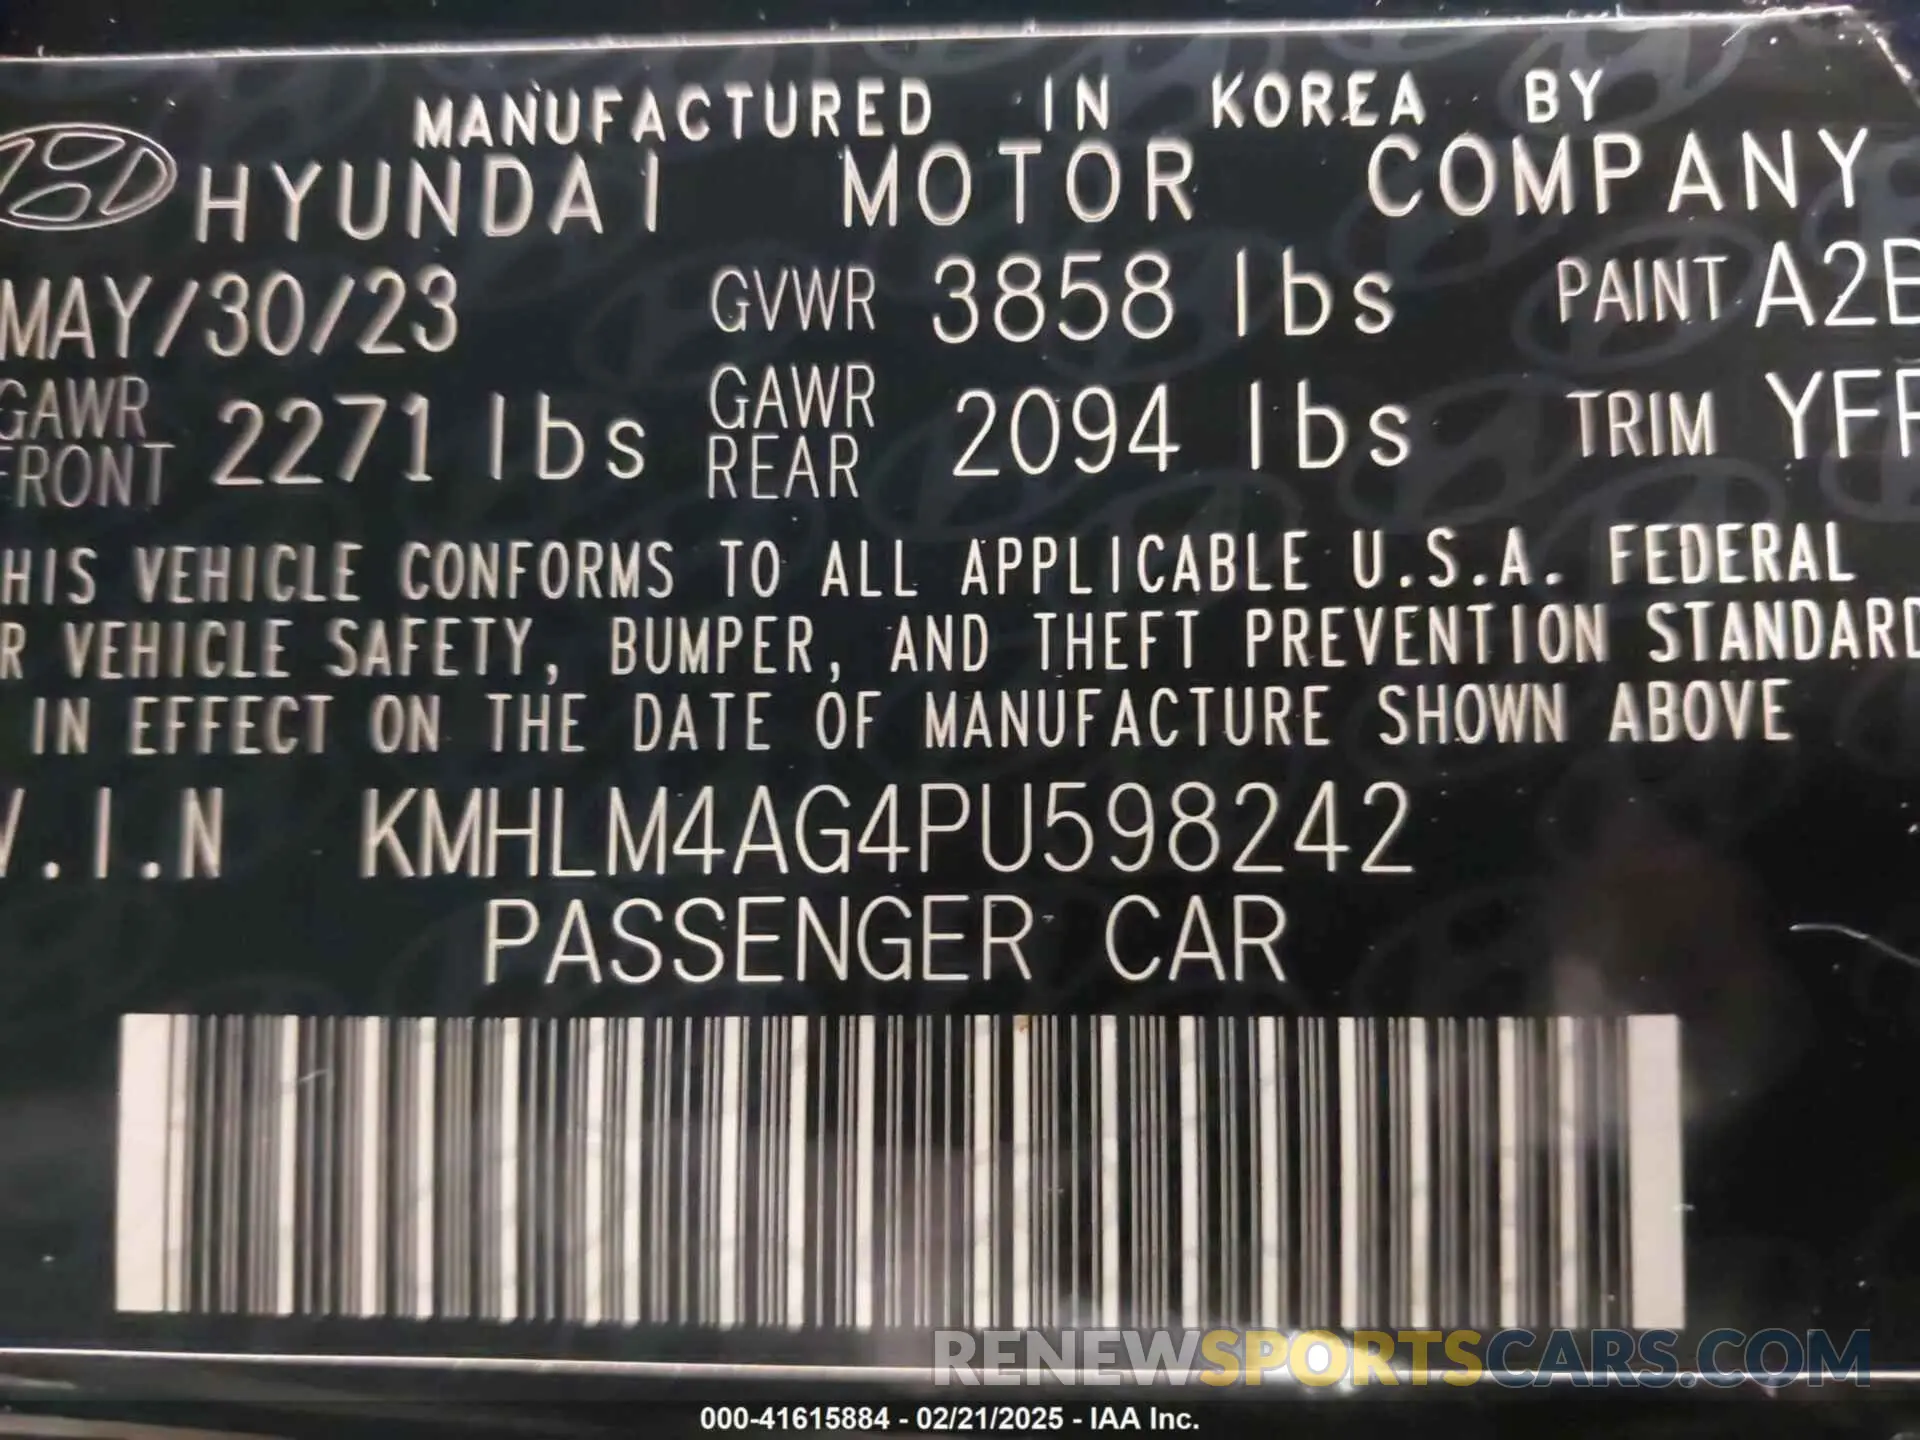 MANUFACTURED IN KOREA BY
HYUNDAI MOTOR COMPANY
MAY/30/23 GVWR 3858 lbs PAINT A2B
GAWR FRONT 2271 lbs GAWR REAR 2094 lbs TRIM YFR
HIS VEHICLE CONFORMS TO ALL APPLICABLE U.S.A. FEDERAL
R VEHICLE SAFETY, BUMPER, AND THEFT PREVENTION STANDARD
IN EFFECT ON THE DATE OF MANUFACTURE SHOWN ABOVE
V.I.N KMHLM4AG4PU598242
PASSENGER CAR
RENEWSPORTSCARS.COM
000-41615884 - 02/21/2025 - IAA Inc.